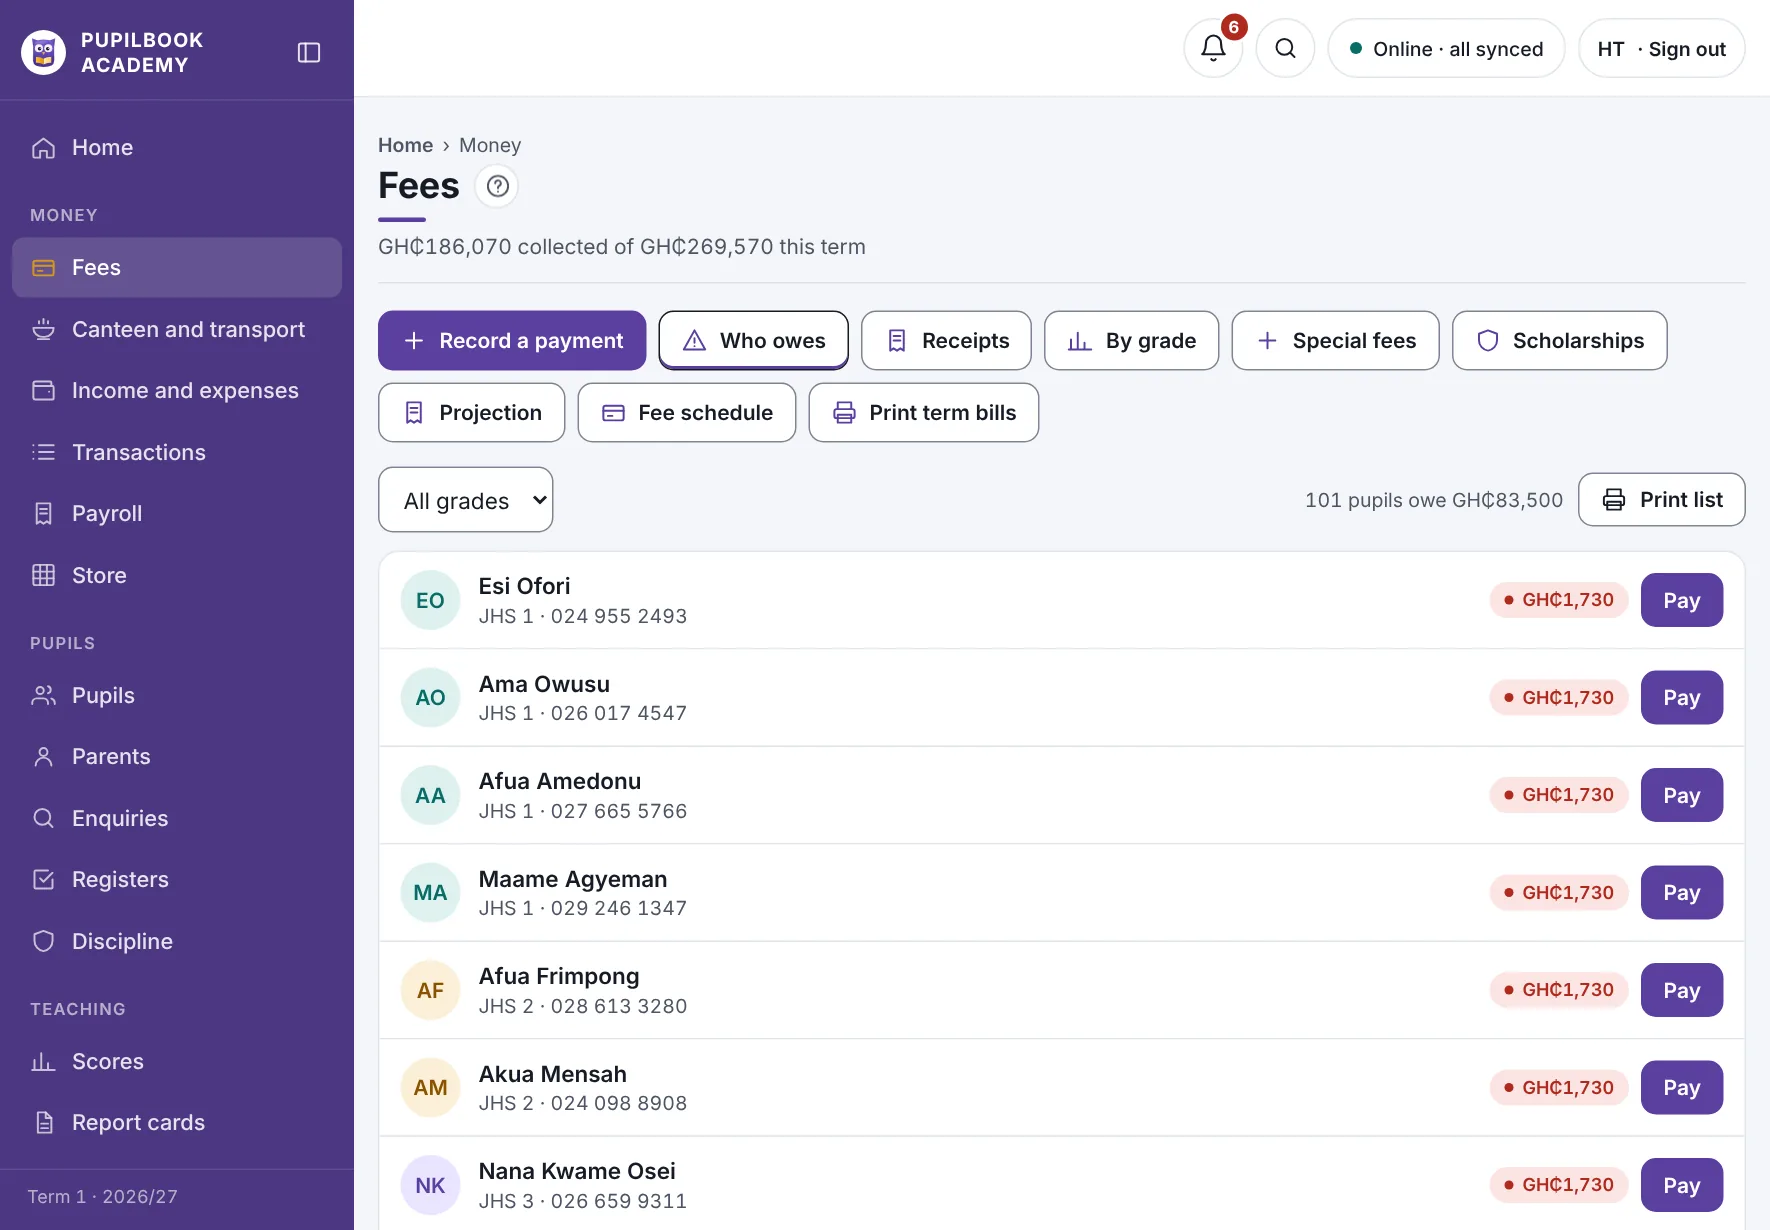 PUPILBOOK
ACADEMY
Home
MONEY
Fees
Canteen and transport
Income and expenses
Transactions
Payroll
Store
PUPILS
Pupils
Parents
Enquiries
Registers
Discipline
TEACHING
Scores
Report cards
Term 1 · 2026/27
6
Online · all synced
HT · Sign out
Home › Money
Fees
GH₵186,070 collected of GH₵269,570 this term
Record a payment
Who owes
Receipts
By grade
Special fees
Scholarships
Projection
Fee schedule
Print term bills
All grades
101 pupils owe GH₵83,500
Print list
EO
Esi Ofori
JHS 1 · 024 955 2493
GH₵1,730
Pay
AO
Ama Owusu
JHS 1 · 026 017 4547
GH₵1,730
Pay
AA
Afua Amedonu
JHS 1 · 027 665 5766
GH₵1,730
Pay
MA
Maame Agyeman
JHS 1 · 029 246 1347
GH₵1,730
Pay
AF
Afua Frimpong
JHS 2 · 028 613 3280
GH₵1,730
Pay
AM
Akua Mensah
JHS 2 · 024 098 8908
GH₵1,730
Pay
NK
Nana Kwame Osei
JHS 3 · 026 659 9311
GH₵1,730
Pay